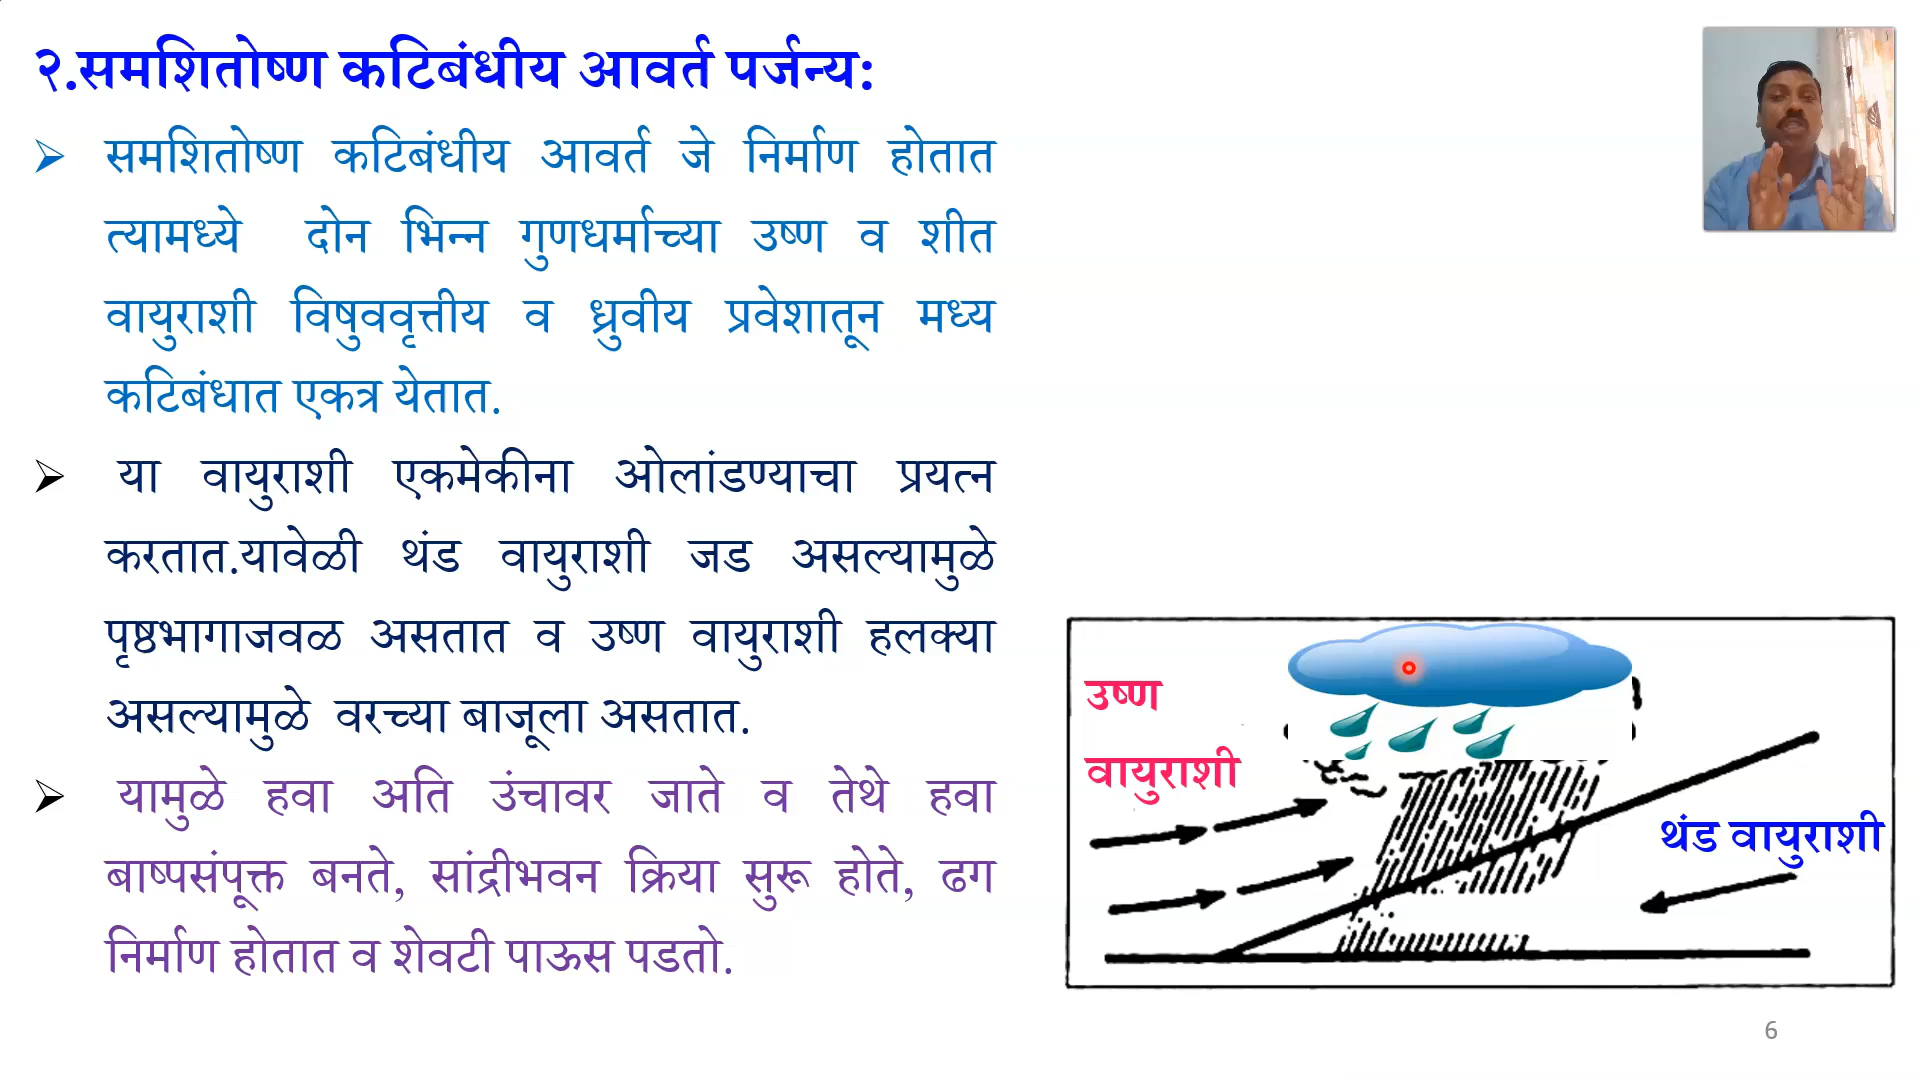 २.समशितोष्ण कटिबंधीय आवर्त पर्जन्य:
समशितोष्ण कटिबंधीय आवर्त जे निर्माण होतात
त्यामध्ये दोन भिन्न गुणधर्माच्या उष्ण व शीत
वायुराशी विषुववृत्तीय व ध्रुवीय प्रवेशातून मध्य
कटिबंधात एकत्र येतात.
या वायुराशी एकमेकीना ओलांडण्याचा प्रयत्न
करतात.यावेळी थंड वायुराशी जड असल्यामुळे
पृष्ठभागाजवळ असतात व उष्ण वायुराशी हलक्या
असल्यामुळे वरच्या बाजूला असतात.
यामुळे हवा अति उंचावर जाते व तेथे हवा
बाष्पसंपूक्त बनते, सांद्रीभवन क्रिया सुरू होते, ढग
निर्माण होतात व शेवटी पाऊस पडतो.
उष्ण
वायुराशी
थंड वायुराशी
6